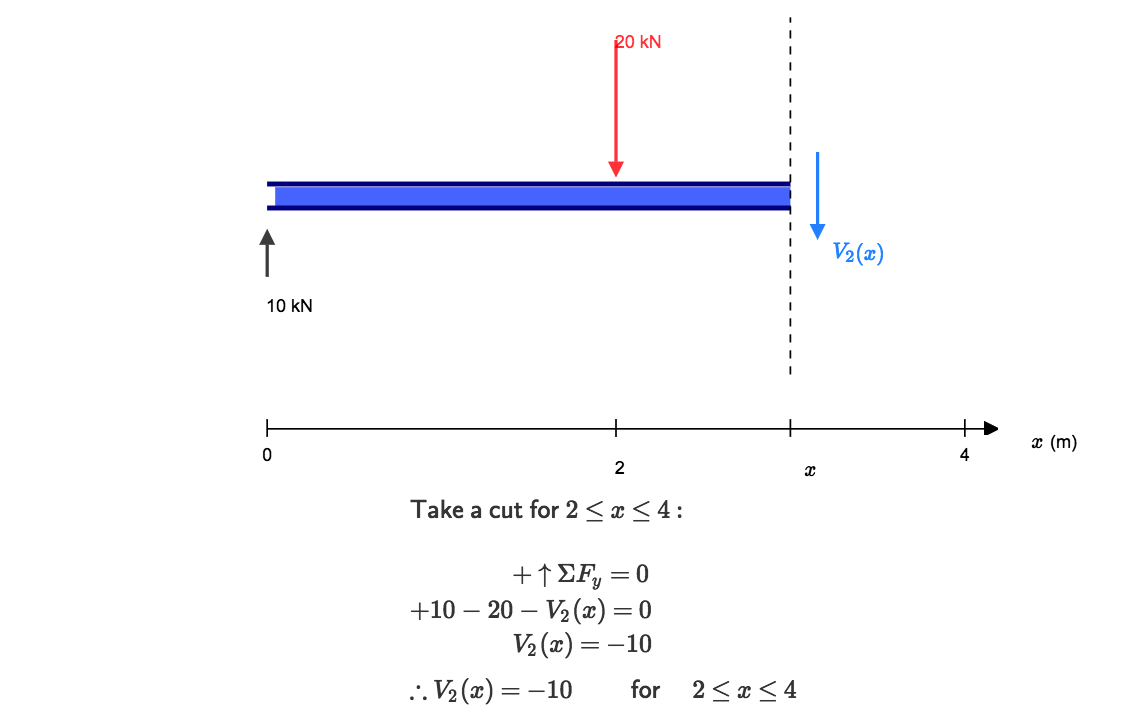 20 kN
V₂(x)
10 kN
0
2
x
4
x (m)
Take a cut for 2 ≤ x ≤ 4 :
+ ↑ ΣF_y = 0
+10 − 20 − V₂(x) = 0
V₂(x) = −10
∴ V₂(x) = −10 for 2 ≤ x ≤ 4